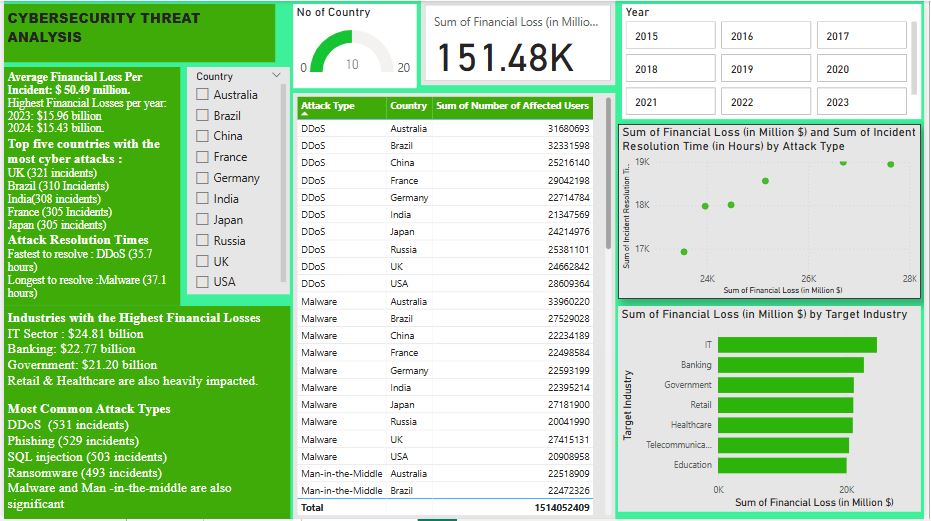 CYBERSECURITY THREAT
ANALYSIS
Average Financial Loss Per
Incident: $ 50.49 million.
Highest Financial Losses per year:
2023: $15.96 billion
2024: $15.43 billion.
Top five countries with the
most cyber attacks :
UK (321 incidents)
Brazil (310 Incidents)
India(308 incidents)
France (305 Incidents)
Japan (305 incidents)
Attack Resolution Times
Fastest to resolve : DDoS (35.7
hours)
Longest to resolve :Malware (37.1
hours)
Country
Australia
Brazil
China
France
Germany
India
Japan
Russia
UK
USA
Industries with the Highest Financial Losses
IT Sector : $24.81 billion
Banking: $22.77 billion
Government: $21.20 billion
Retail & Healthcare are also heavily impacted.
Most Common Attack Types
DDoS (531 incidents)
Phishing (529 incidents)
SQL injection (503 incidents)
Ransomware (493 incidents)
Malware and Man -in-the-middle are also
significant
No of Country
0 10 20
Sum of Financial Loss (in Millio...
151.48K
Attack Type Country Sum of Number of Affected Users
DDoS Australia 31680693
DDoS Brazil 32331598
DDoS China 25216140
DDoS France 29042198
DDoS Germany 22714784
DDoS India 21347569
DDoS Japan 24214976
DDoS Russia 25381101
DDoS UK 24662842
DDoS USA 28609364
Malware Australia 33960220
Malware Brazil 27529028
Malware China 22234189
Malware France 22498584
Malware Germany 22593199
Malware India 22395214
Malware Japan 27181900
Malware Russia 20041990
Malware UK 27415131
Malware USA 20908958
Man-in-the-Middle Australia 22518909
Man-in-the-Middle Brazil 22472326
Total 1514052409
Year
2015 2016 2017
2018 2019 2020
2021 2022 2023
Sum of Financial Loss (in Million $) and Sum of Incident
Resolution Time (in Hours) by Attack Type
Sum of Incident Resolution Ti...
19K
18K
17K
24K 26K 28K
Sum of Financial Loss (in Million $)
Sum of Financial Loss (in Million $) by Target Industry
Target Industry
IT
Banking
Government
Retail
Healthcare
Telecommunica...
Education
0K 20K
Sum of Financial Loss (in Million $)